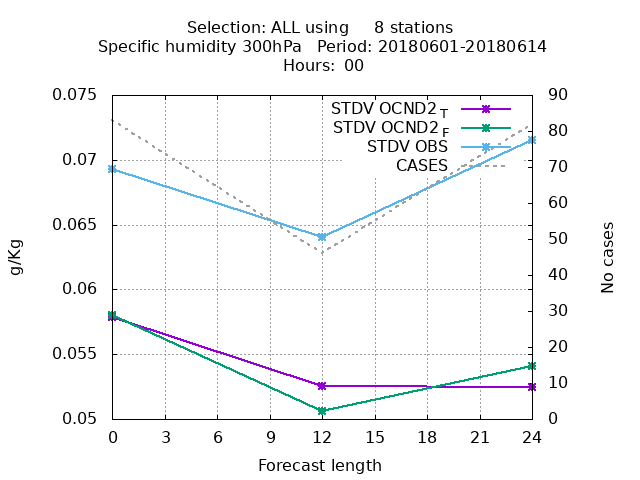 Selection: ALL using     8 stations
Specific humidity 300hPa   Period: 20180601-20180614
Hours: 00
0.075
0.07
0.065
0.06
0.055
0.05
90
80
70
60
50
40
30
20
10
0
STDV OCND2 T
STDV OCND2 F
STDV OBS
CASES
g/Kg
No cases
0 3 6 9 12 15 18 21 24
Forecast length